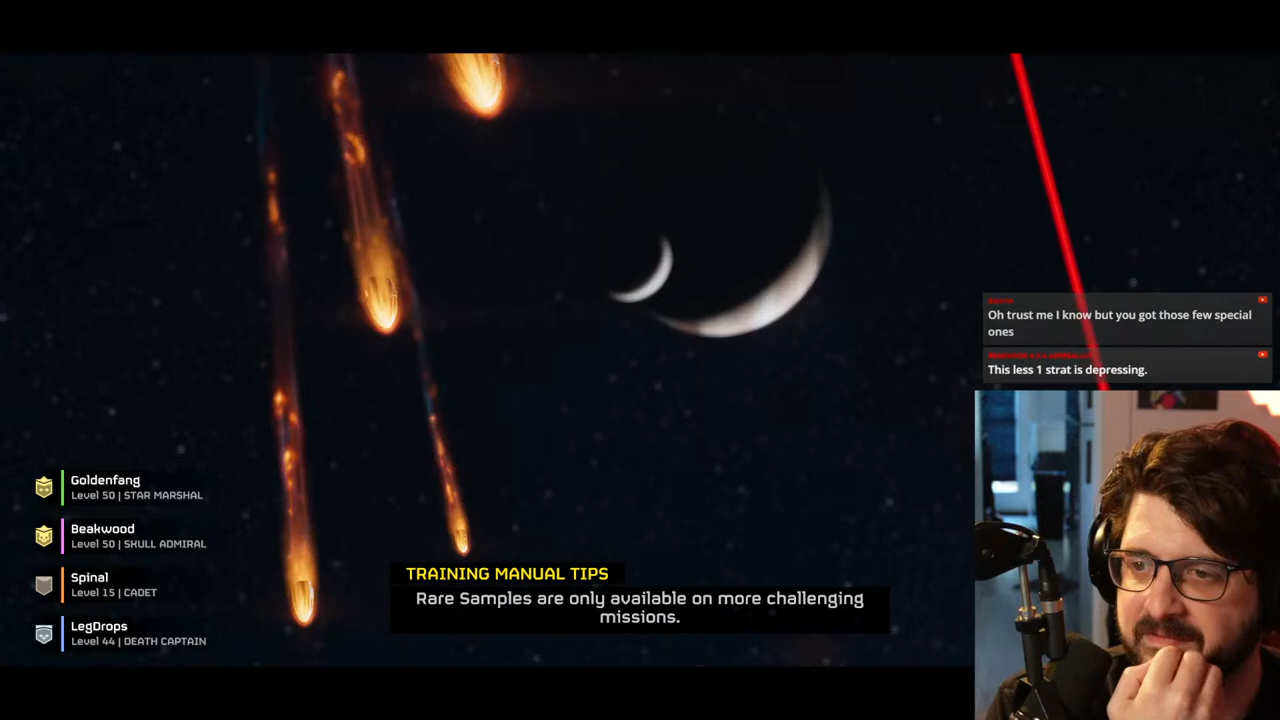 Oh trust me I know but you got those few special
ones
This less 1 strat is depressing.
Goldenfang
Level 50 | STAR MARSHAL
Beakwood
Level 50 | SKULL ADMIRAL
Spinal
Level 15 | CADET
LegDrops
Level 44 | DEATH CAPTAIN
TRAINING MANUAL TIPS
Rare Samples are only available on more challenging
missions.